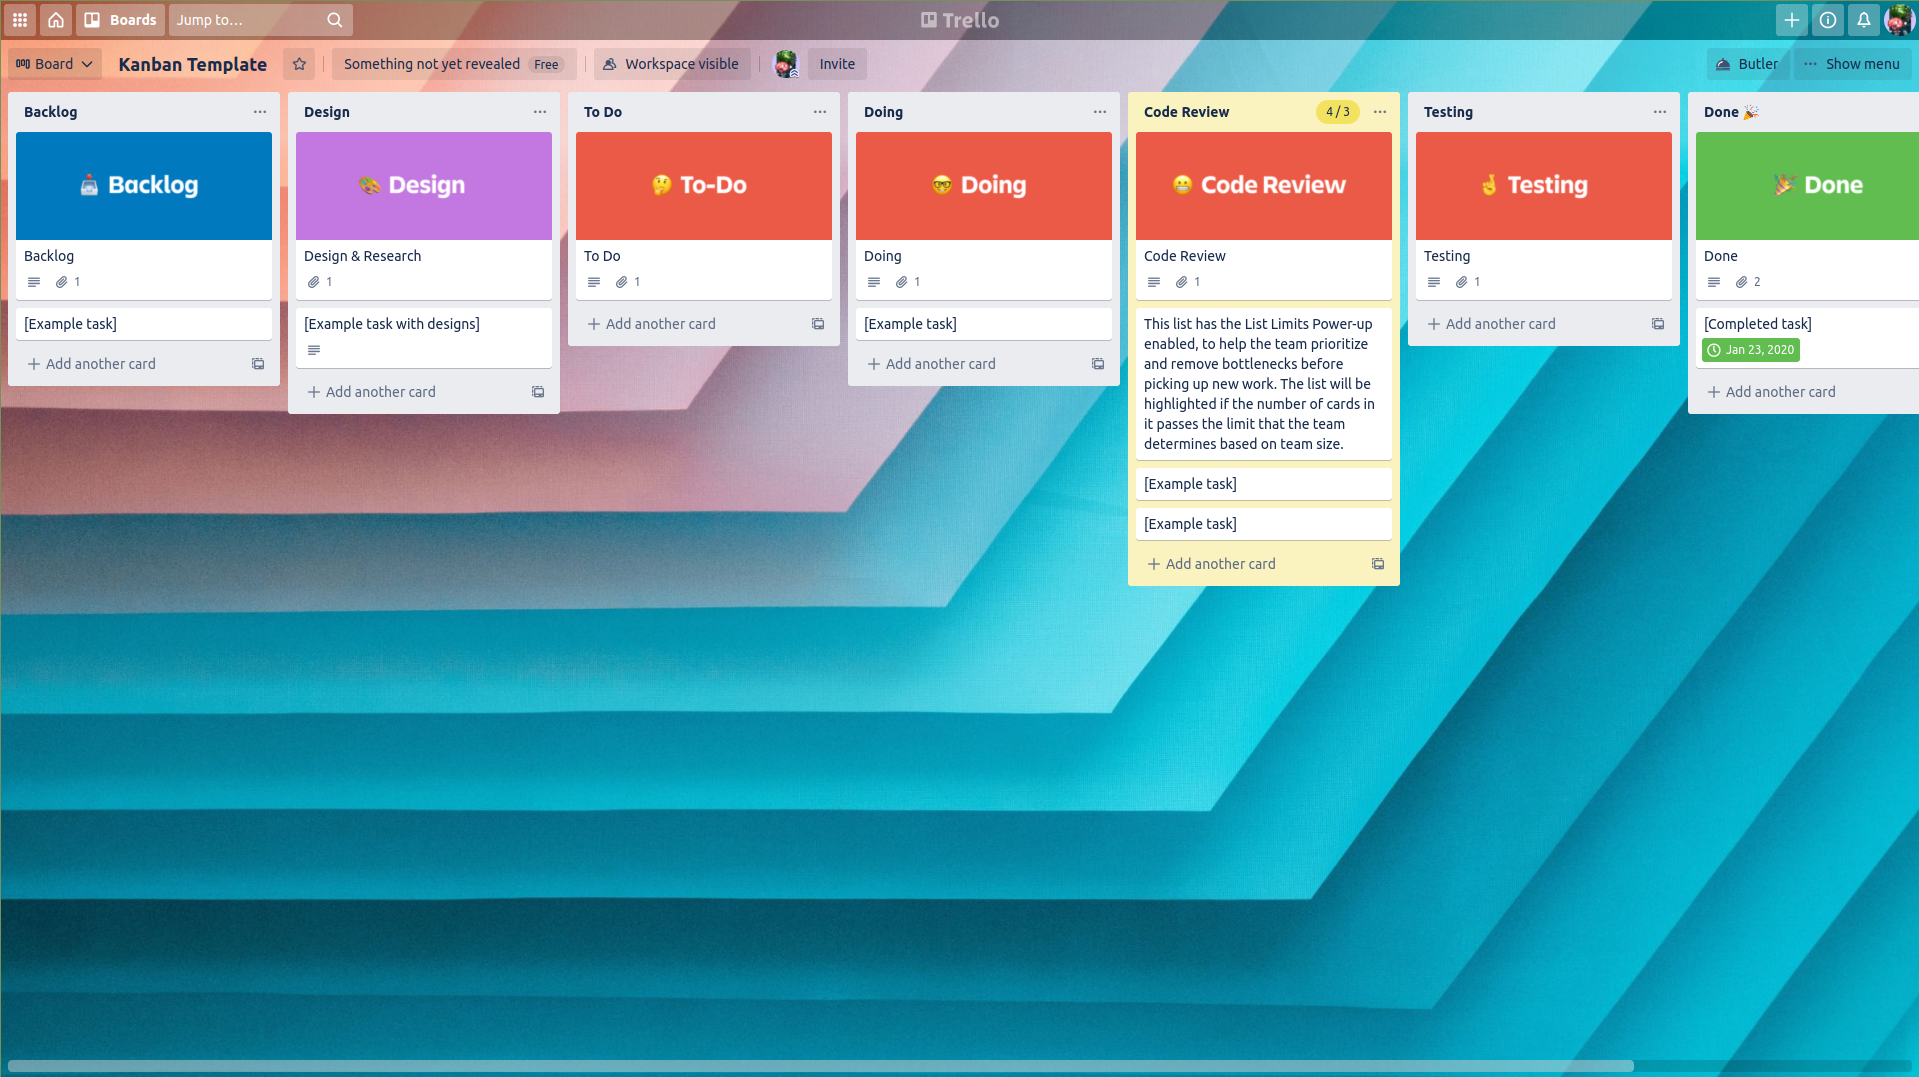 Boards
Jump to...
Trello
Board
Kanban Template
Something not yet revealed
Free
Workspace visible
Invite
Butler
Show menu
Backlog
Backlog
Backlog
1
[Example task]
Add another card
Design
Design
Design & Research
1
[Example task with designs]
Add another card
To Do
To-Do
To Do
1
Add another card
Doing
Doing
Doing
1
[Example task]
Add another card
Code Review
4 / 3
Code Review
Code Review
1
This list has the List Limits Power-up
enabled, to help the team prioritize
and remove bottlenecks before
picking up new work. The list will be
highlighted if the number of cards in
it passes the limit that the team
determines based on team size.
[Example task]
[Example task]
Add another card
Testing
Testing
Testing
1
Add another card
Done 🎉
Done
Done
2
[Completed task]
Jan 23, 2020
Add another card